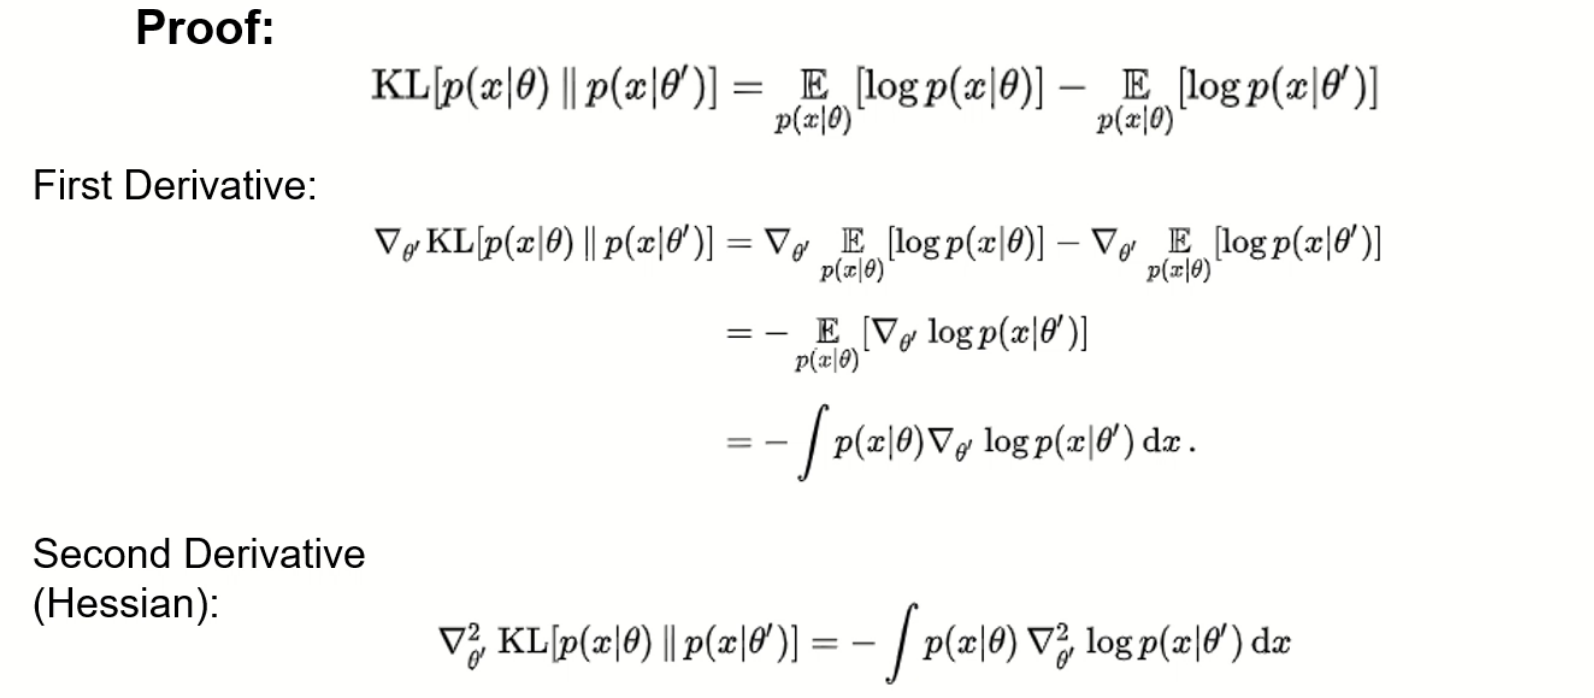 Proof:
KL[p(x|θ) ∥ p(x|θ′)] = 𝔼_{p(x|θ)} [log p(x|θ)] − 𝔼_{p(x|θ)} [log p(x|θ′)]
First Derivative:
∇_{θ′} KL[p(x|θ) ∥ p(x|θ′)] = ∇_{θ′} 𝔼_{p(x|θ)} [log p(x|θ)] − ∇_{θ′} 𝔼_{p(x|θ)} [log p(x|θ′)]
= − 𝔼_{p(x|θ)} [∇_{θ′} log p(x|θ′)]
= − ∫ p(x|θ) ∇_{θ′} log p(x|θ′) dx .
Second Derivative
(Hessian):
∇²_{θ′} KL[p(x|θ) ∥ p(x|θ′)] = − ∫ p(x|θ) ∇²_{θ′} log p(x|θ′) dx